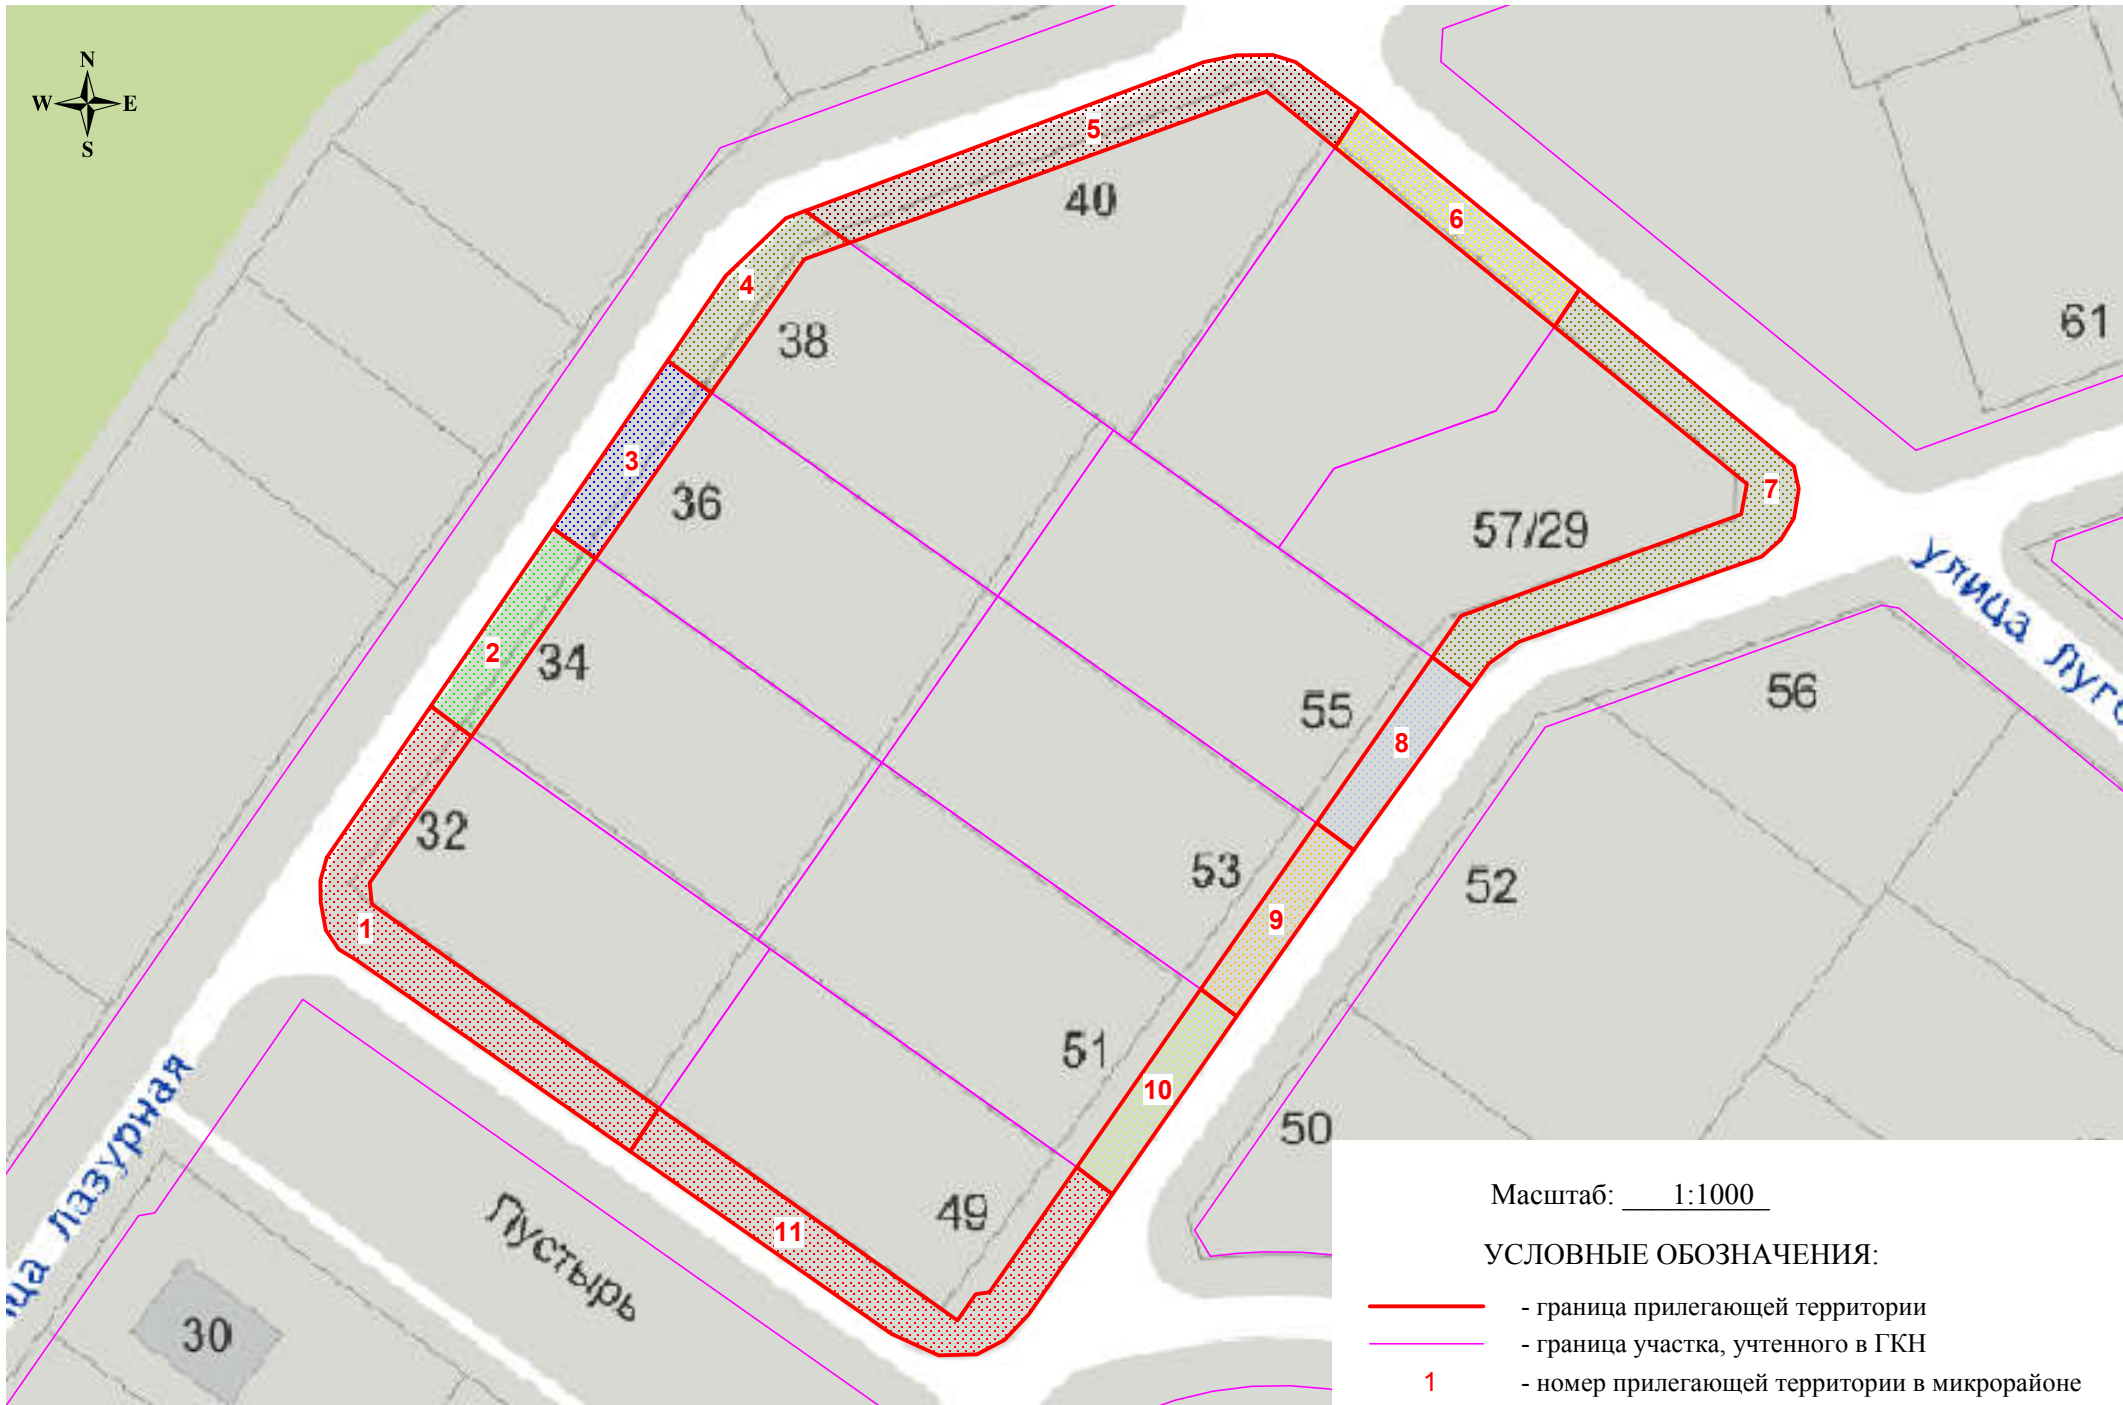 N
W E
S
5
40
6
4
38
61
3
36
7
57/29
улица Луго
2
34
56
55
8
32
53
52
9
1
51
10
50
49
11
лазурная
Пустырь
30
Масштаб: 1:1000
УСЛОВНЫЕ ОБОЗНАЧЕНИЯ:
- граница прилегающей территории
- граница участка, учтенного в ГКН
1 - номер прилегающей территории в микрорайоне